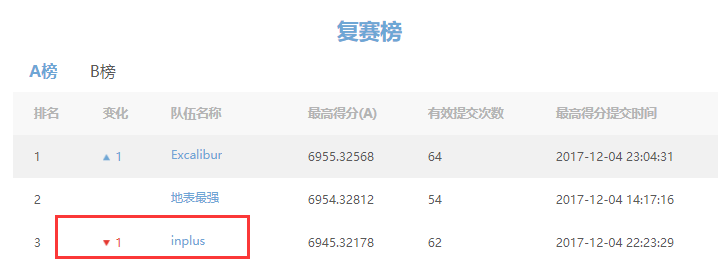 复赛榜
A榜 B榜
排名 变化 队伍名称 最高得分(A) 有效提交次数 最高得分提交时间
1 ▲ 1 Excalibur 6955.32568 64 2017-12-04 23:04:31
2 地表最强 6954.32812 54 2017-12-04 14:17:16
3 ▼ 1 inplus 6945.32178 62 2017-12-04 22:23:29